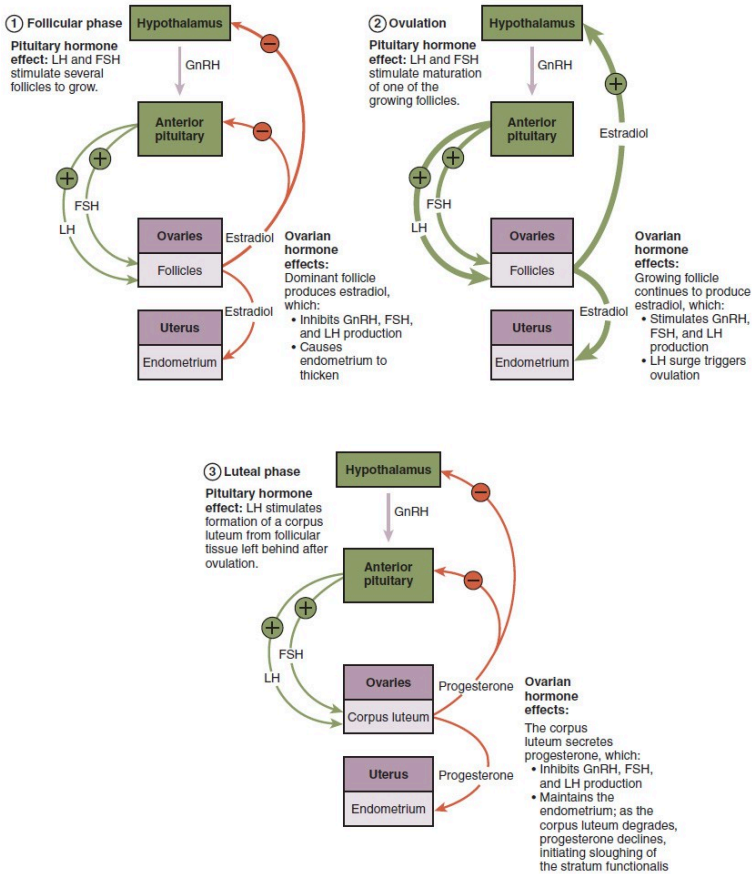 1 Follicular phase
Pituitary hormone
effect: LH and FSH
stimulate several
follicles to grow.
Hypothalamus
−
GnRH
Anterior
pituitary
−
+
+
FSH
LH
Ovaries
Follicles
Estradiol
Estradiol
Uterus
Endometrium
Ovarian
hormone
effects:
Dominant follicle
produces estradiol,
which:
• Inhibits GnRH, FSH,
and LH production
• Causes
endometrium to
thicken
2 Ovulation
Pituitary hormone
effect: LH and FSH
stimulate maturation
of one of the
growing follicles.
Hypothalamus
GnRH
+
Estradiol
Anterior
pituitary
+
+
FSH
LH
Ovaries
Follicles
Estradiol
Uterus
Endometrium
Ovarian
hormone
effects:
Growing follicle
continues to produce
estradiol, which:
• Stimulates GnRH,
FSH, and LH
production
• LH surge triggers
ovulation
3 Luteal phase
Pituitary hormone
effect: LH stimulates
formation of a corpus
luteum from follicular
tissue left behind after
ovulation.
Hypothalamus
−
GnRH
Anterior
pituitary
−
+
+
FSH
LH
Ovaries
Corpus luteum
Progesterone
Progesterone
Uterus
Endometrium
Ovarian
hormone
effects:
The corpus
luteum secretes
progesterone, which:
• Inhibits GnRH, FSH,
and LH production
• Maintains the
endometrium; as the
corpus luteum degrades,
progesterone declines,
initiating sloughing of
the stratum functionalis